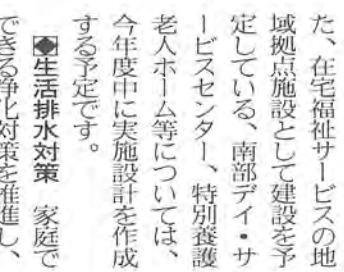 た、在宅福祉サービスの地
域拠点施設として建設を予
定している、南部デイ・サ
ービスセンター、特別養護
老人ホーム等については、
今年度中に実施設計を作成
する予定です。
◆生活排水対策　家庭で
できる浄化対策を推進し、